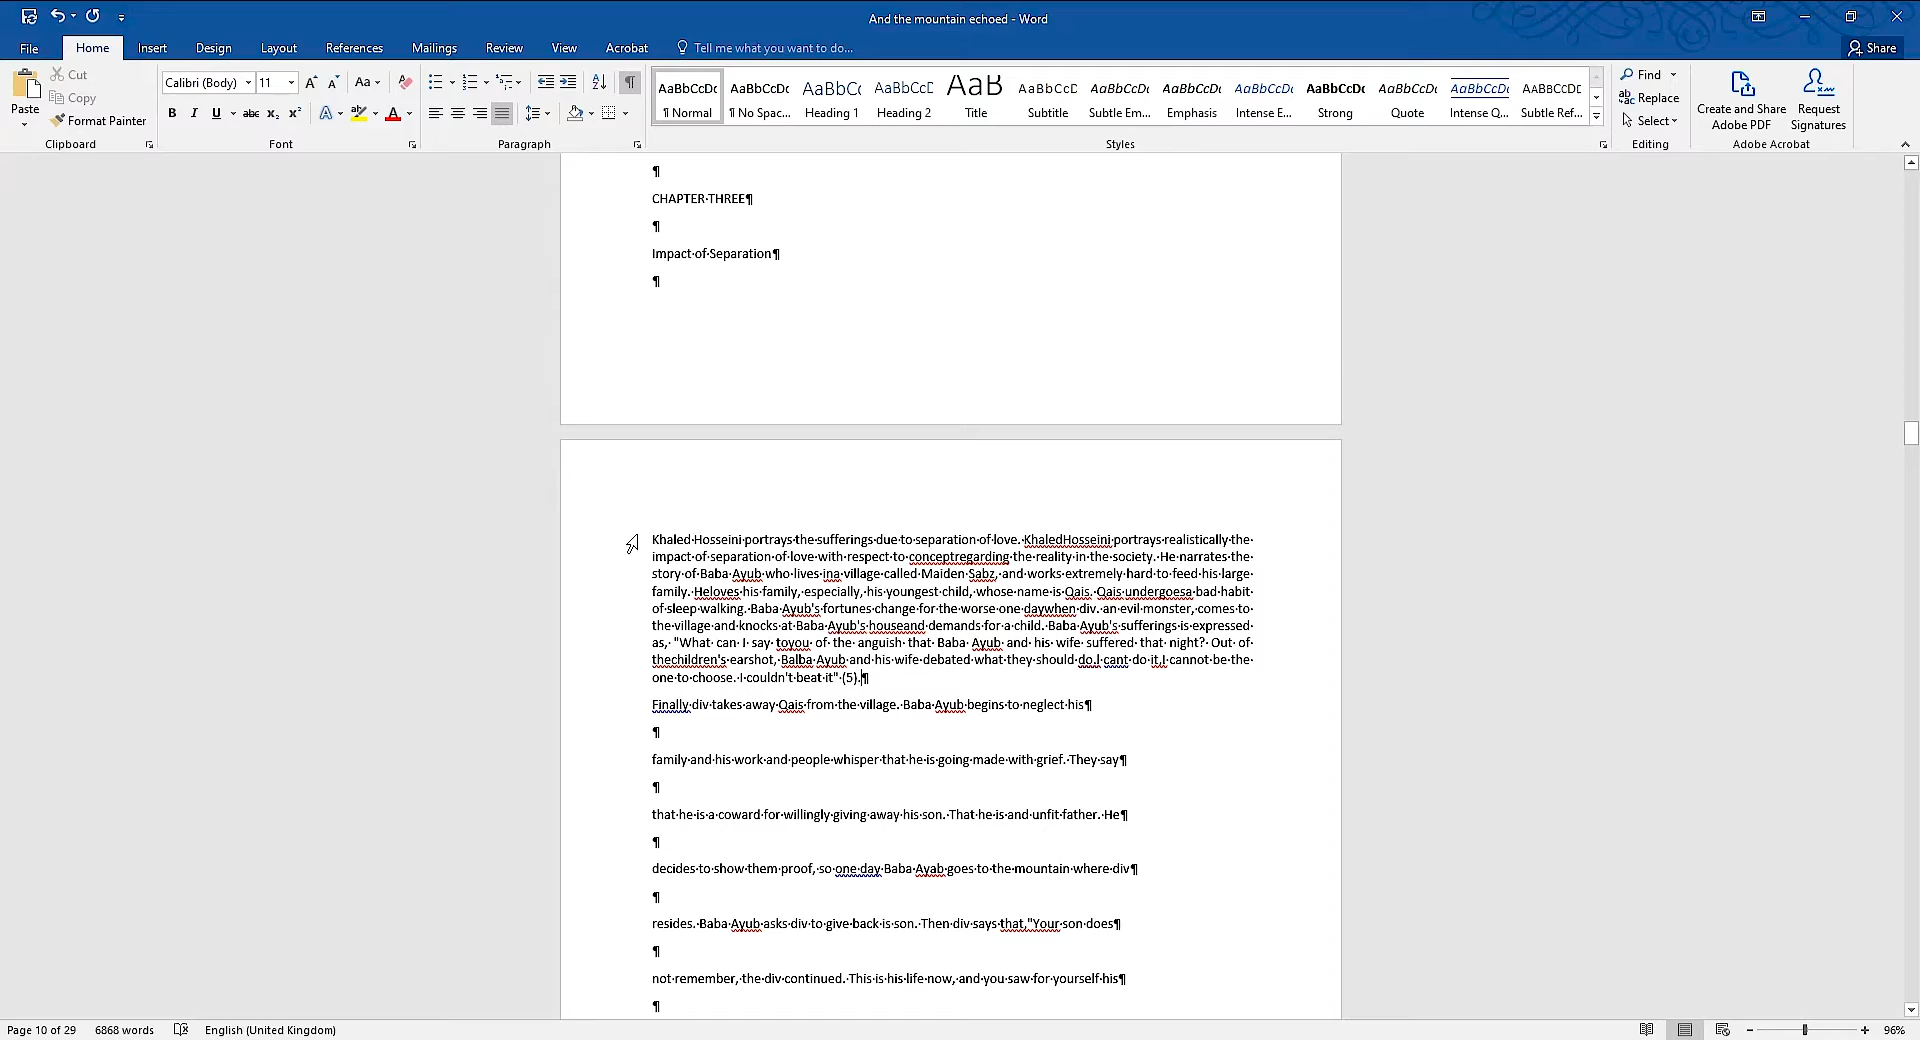 And the mountain echoed - Word
File Home Insert Design Layout References Mailings Review View Acrobat Tell me what you want to do... Share
Paste
Cut
Copy
Format Painter
Clipboard
Calibri (Body) 11 Aa
B I U abc x₂ x² A A
Font
Paragraph
AaBbCcDc AaBbCcDc AaBbCc AaBbCcD AaB AaBbCcD AaBbCcDc AaBbCcDc AaBbCcDc AaBbCcDc AaBbCcDc AaBbCcDc AABBCCDD
¶ Normal ¶ No Spac... Heading 1 Heading 2 Title Subtitle Subtle Em... Emphasis Intense E... Strong Quote Intense Q... Subtle Ref...
Styles
Find
Replace
Select
Editing
Create and Share
Adobe PDF
Request
Signatures
Adobe Acrobat
¶
CHAPTER·THREE¶
¶
Impact·of·Separation¶
¶
Khaled·Hosseini·portrays·the·sufferings·due·to·separation·of·love.·KhaledHosseini·portrays·realistically·the·
impact·of·separation·of·love·with·respect·to·conceptregarding·the·reality·in·the·society.·He·narrates·the·
story·of·Baba·Ayub·who·lives·ina·village·called·Maiden·Sabz,·and·works·extremely·hard·to·feed·his·large·
family.·Heloves·his·family,·especially,·his·youngest·child,·whose·name·is·Qais.·Qais·undergoesa·bad·habit·
of·sleep·walking.·Baba·Ayub's·fortunes·change·for·the·worse·one·daywhen·div.·an·evil·monster,·comes·to·
the·village·and·knocks·at·Baba·Ayub's·houseand·demands·for·a·child.·Baba·Ayub's·sufferings·is·expressed·
as,·"What·can·I·say·toyou·of·the·anguish·that·Baba·Ayub·and·his·wife·suffered·that·night?·Out·of·
thechildren's·earshot,·Balba·Ayub·and·his·wife·debated·what·they·should·do.I·cant·do·it,I·cannot·be·the·
one·to·choose.·I·couldn't·beat·it"·(5).¶
Finally·div·takes·away·Qais·from·the·village.·Baba·Ayub·begins·to·neglect·his¶
¶
family·and·his·work·and·people·whisper·that·he·is·going·made·with·grief.·They·say¶
¶
that·he·is·a·coward·for·willingly·giving·away·his·son.·That·he·is·and·unfit·father.·He¶
¶
decides·to·show·them·proof,·so·one·day·Baba·Ayab·goes·to·the·mountain·where·div¶
¶
resides.·Baba·Ayub·asks·div·to·give·back·is·son.·Then·div·says·that,"Your·son·does¶
¶
not·remember,·the·div·continued.·This·is·his·life·now,·and·you·saw·for·yourself·his¶
¶
Page 10 of 29 6868 words English (United Kingdom) 96%